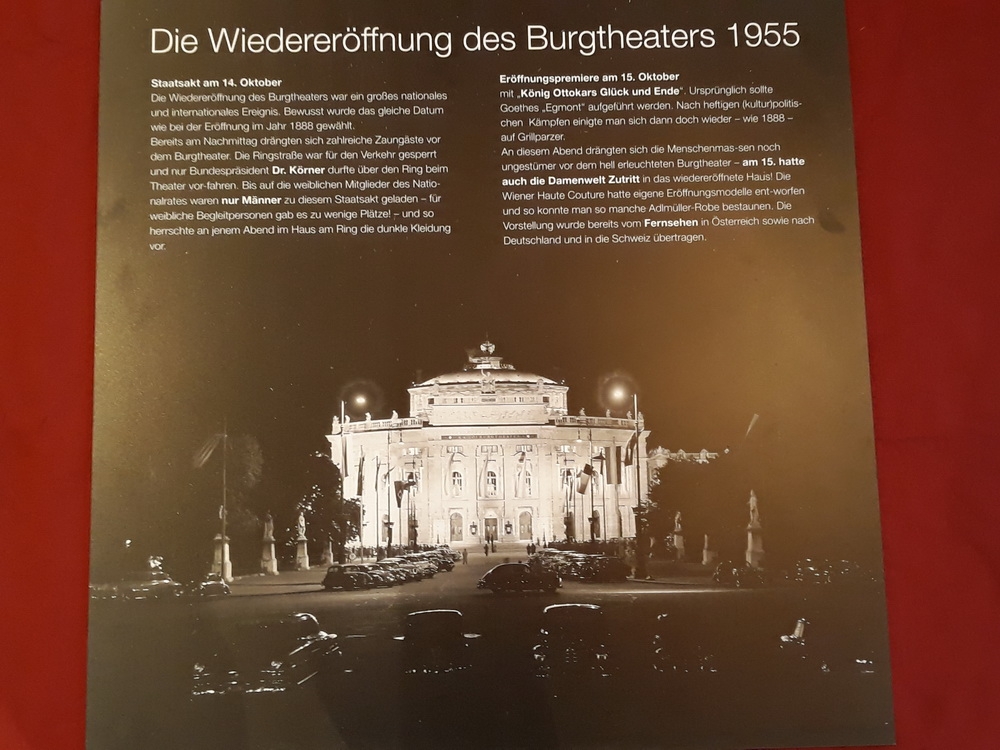 Die Wiedereröffnung des Burgtheaters 1955
Staatsakt am 14. Oktober
Die Wiedereröffnung des Burgtheaters war ein großes nationales
und internationales Ereignis. Bewusst wurde das gleiche Datum
wie bei der Eröffnung im Jahr 1888 gewählt.
Bereits am Nachmittag drängten sich zahlreiche Zaungäste vor
dem Burgtheater. Die Ringstraße war für den Verkehr gesperrt
und nur Bundespräsident Dr. Körner durfte über den Ring beim
Theater vor-fahren. Bis auf die weiblichen Mitglieder des Natio-
nalrates waren nur Männer zu diesem Staatsakt geladen – für
weibliche Begleitpersonen gab es zu wenige Plätze! – und so
herrschte an jenem Abend im Haus am Ring die dunkle Kleidung
vor.
Eröffnungspremiere am 15. Oktober
mit „König Ottokars Glück und Ende“. Ursprünglich sollte
Goethes „Egmont“ aufgeführt werden. Nach heftigen (kultur)politis-
chen Kämpfen einigte man sich dann doch wieder – wie 1888 –
auf Grillparzer.
An diesem Abend drängten sich die Menschenmas-sen noch
ungestümer vor dem hell erleuchteten Burgtheater – am 15. hatte
auch die Damenwelt Zutritt in das wiedereröffnete Haus! Die
Wiener Haute Couture hatte eigene Eröffnungsmodelle ent-worfen
und so konnte man so manche Adlmüller-Robe bestaunen. Die
Vorstellung wurde bereits vom Fernsehen in Österreich sowie nach
Deutschland und in die Schweiz übertragen.